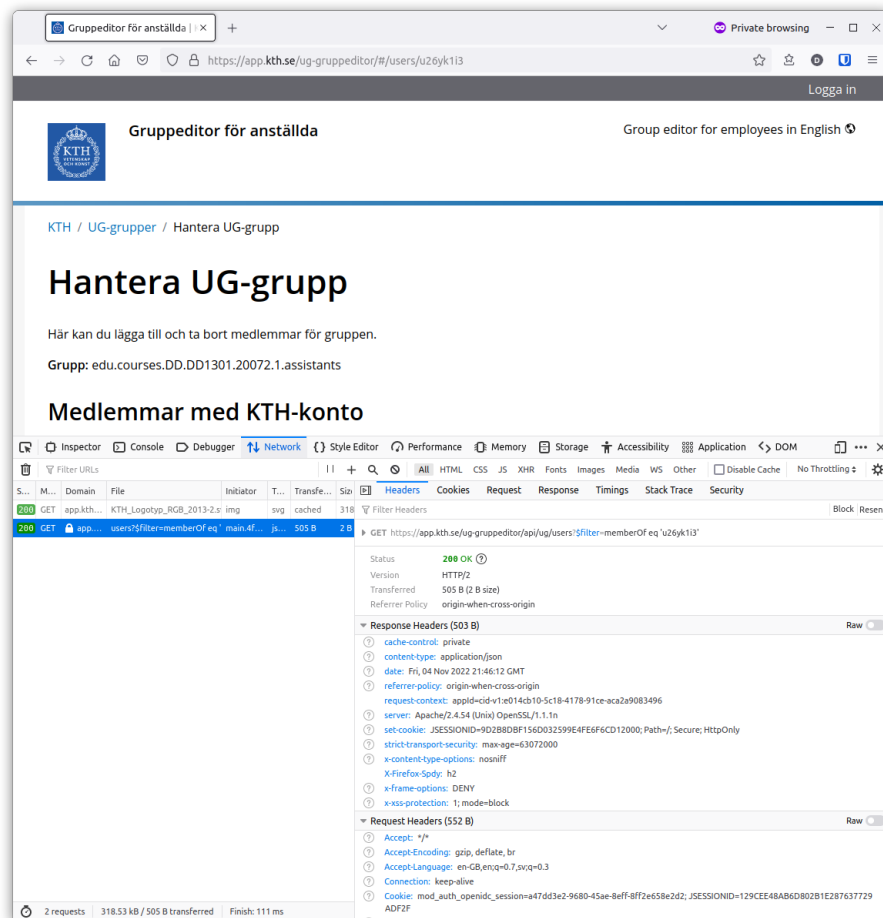 Gruppeditor för anställda | K
Private browsing
https://app.kth.se/ug-gruppeditor/#/users/u26yk1i3
Logga in
KTH
VETENSKAP
OCH KONST
Gruppeditor för anställda
Group editor for employees in English
KTH / UG-grupper / Hantera UG-grupp
Hantera UG-grupp
Här kan du lägga till och ta bort medlemmar för gruppen.
Grupp: edu.courses.DD.DD1301.20072.1.assistants
Medlemmar med KTH-konto
Inspector Console Debugger Network Style Editor Performance Memory Storage Accessibility Application DOM
Filter URLs
All HTML CSS JS XHR Fonts Images Media WS Other Disable Cache No Throttling
S... M... Domain File Initiator T... Transfe... Siz
Headers Cookies Request Response Timings Stack Trace Security
200 GET app.kth... KTH_Logotyp_RGB_2013-2.s img svg cached 318
Filter Headers Block Resen
200 GET app.... users?$filter=memberOf eq ' main.4f... js... 505 B 2 B
GET https://app.kth.se/ug-gruppeditor/api/ug/users?$filter=memberOf eq 'u26yk1i3'
Status 200 OK
Version HTTP/2
Transferred 505 B (2 B size)
Referrer Policy origin-when-cross-origin
Response Headers (503 B) Raw
cache-control: private
content-type: application/json
date: Fri, 04 Nov 2022 21:46:12 GMT
referrer-policy: origin-when-cross-origin
request-context: appId=cid-v1:e014cb10-5c18-4178-91ce-aca2a9083496
server: Apache/2.4.54 (Unix) OpenSSL/1.1.1n
set-cookie: JSESSIONID=9D2B8DBF156D032599E4FE6F6CD12000; Path=/; Secure; HttpOnly
strict-transport-security: max-age=63072000
x-content-type-options: nosniff
X-Firefox-Spdy: h2
x-frame-options: DENY
x-xss-protection: 1; mode=block
Request Headers (552 B) Raw
Accept: */*
Accept-Encoding: gzip, deflate, br
Accept-Language: en-GB,en;q=0.7,sv;q=0.3
Connection: keep-alive
Cookie: mod_auth_openidc_session=a47dd3e2-9680-45ae-8eff-8ff2e658e2d2; JSESSIONID=129CEE48AB6D802B1E287637729
ADF2F
2 requests 318.53 kB / 505 B transferred Finish: 111 ms